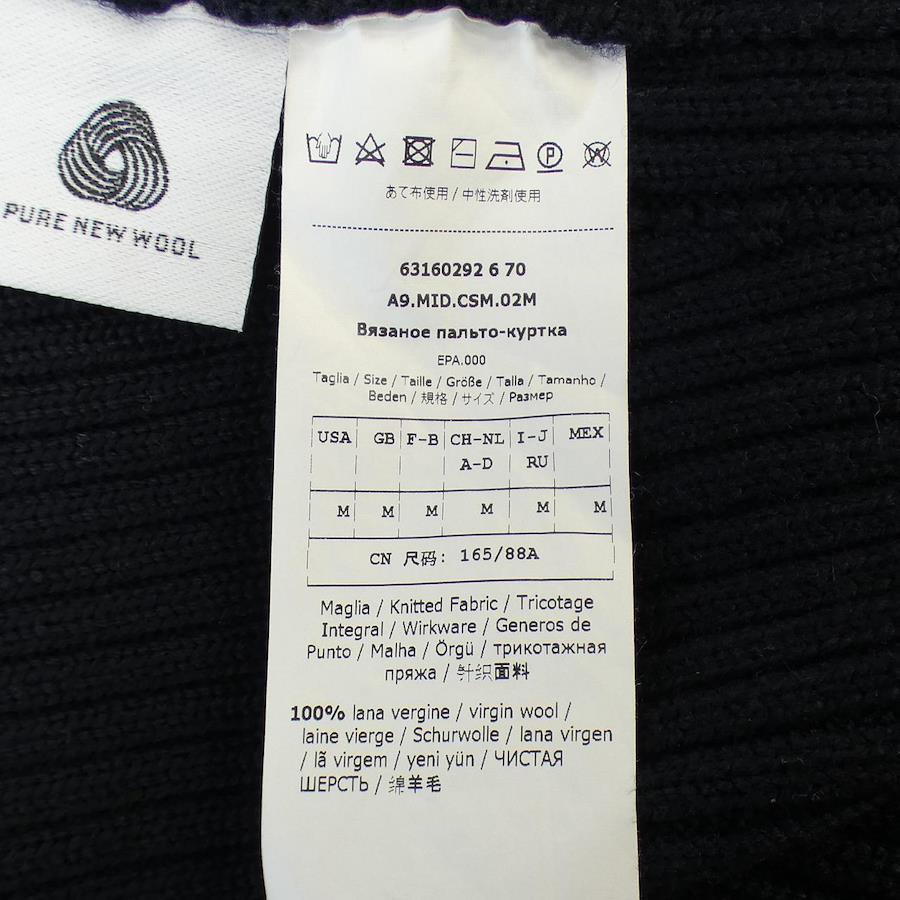 PURE NEW WOOL
あて布使用 / 中性洗剤使用
63160292 6 70
A9.MID.CSM.02M
Вязаное пальто-куртка
EPA.000
Taglia / Size / Taille / Größe / Talla / Tamanho /
Beden / 规格 / サイズ / Размер
USA GB F-B CH-NL I-J MEX
A-D RU
M M M M M M
CN 尺码: 165/88A
Maglia / Knitted Fabric / Tricotage
Integral / Wirkware / Generos de
Punto / Malha / Örgü / трикотажная
пряжа / 针织面料
100% lana vergine / virgin wool /
laine vierge / Schurwolle / lana virgen
/ lã virgem / yeni yün / ЧИСТАЯ
ШЕРСТЬ / 绵羊毛